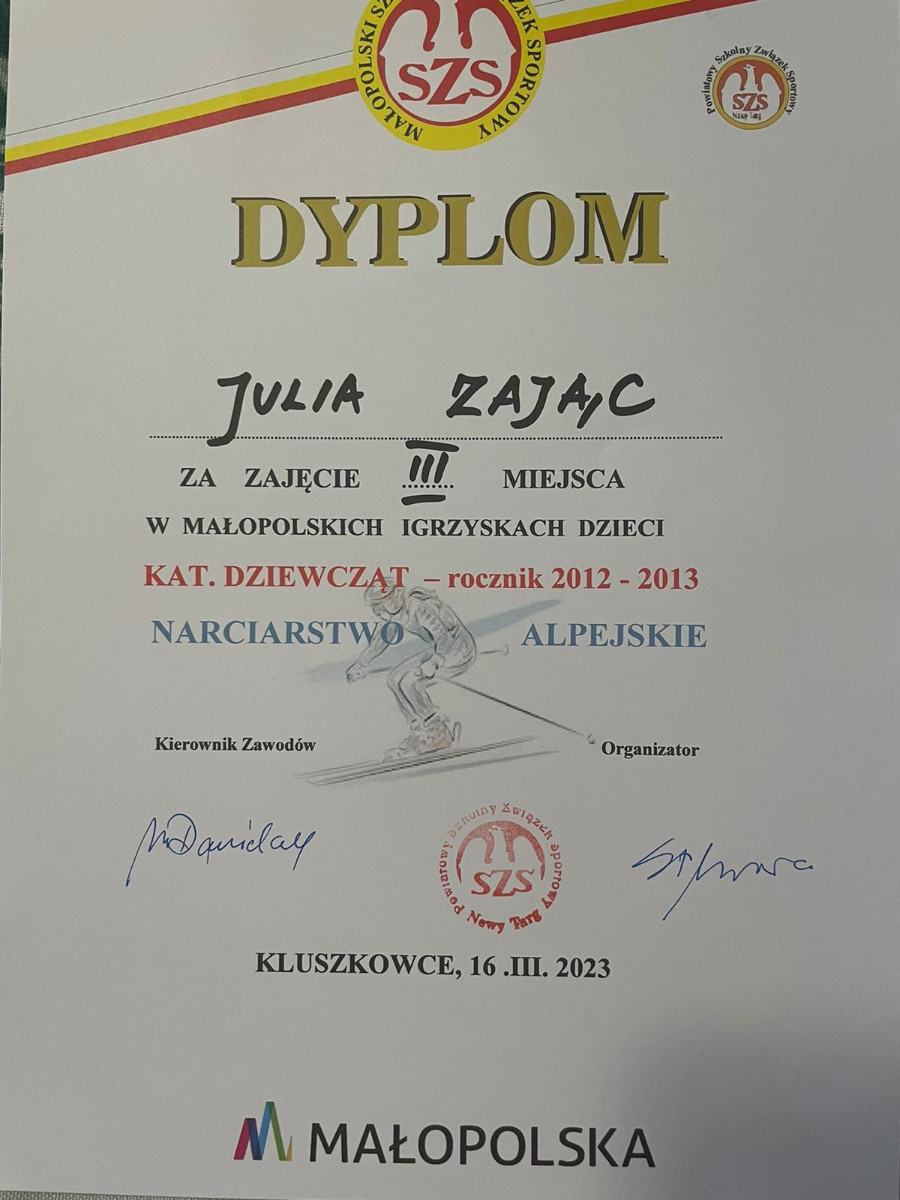 MAŁOPOLSKI SZ ZEK SPORTOWY
SZS
Powiatowy Szkolny Związek Sportowy
SZS
Nowy Targ
DYPLOM
JULIA ZAJĄC
ZA ZAJĘCIE III MIEJSCA
W MAŁOPOLSKICH IGRZYSKACH DZIECI
KAT. DZIEWCZĄT – rocznik 2012 - 2013
NARCIARSTWO ALPEJSKIE
Kierownik Zawodów
Organizator
Powiatowy Szkolny Związek Sportowy
SZS
Nowy Targ
KLUSZKOWCE, 16 .III. 2023
MAŁOPOLSKA